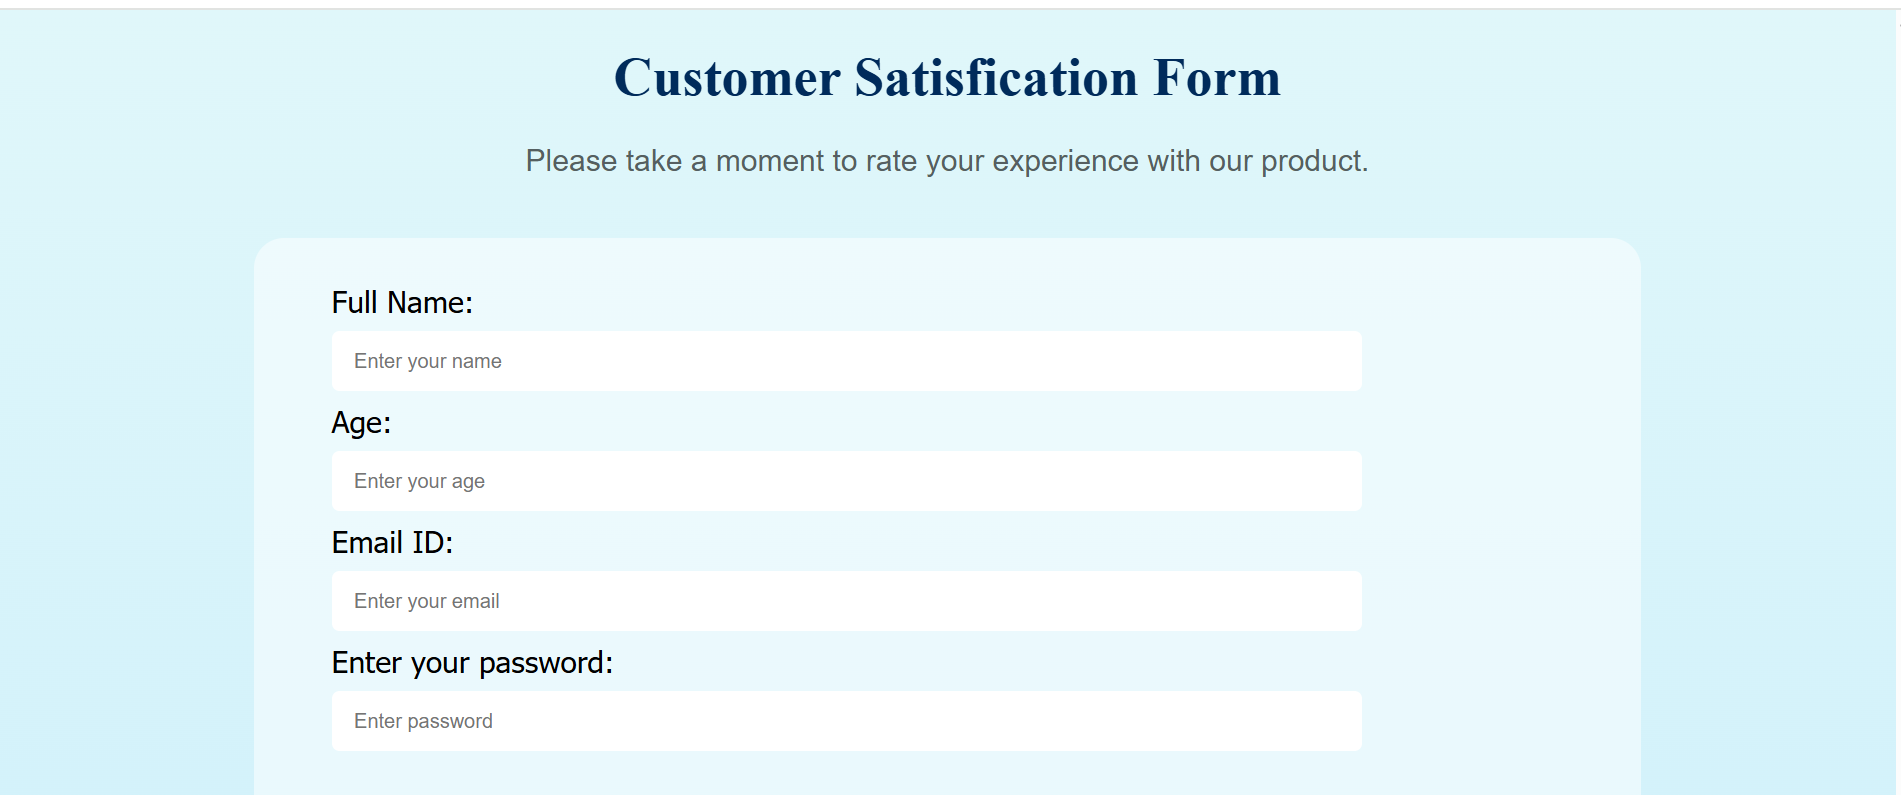 Customer Satisfication Form
Please take a moment to rate your experience with our product.
Full Name:
Enter your name
Age:
Enter your age
Email ID:
Enter your email
Enter your password:
Enter password